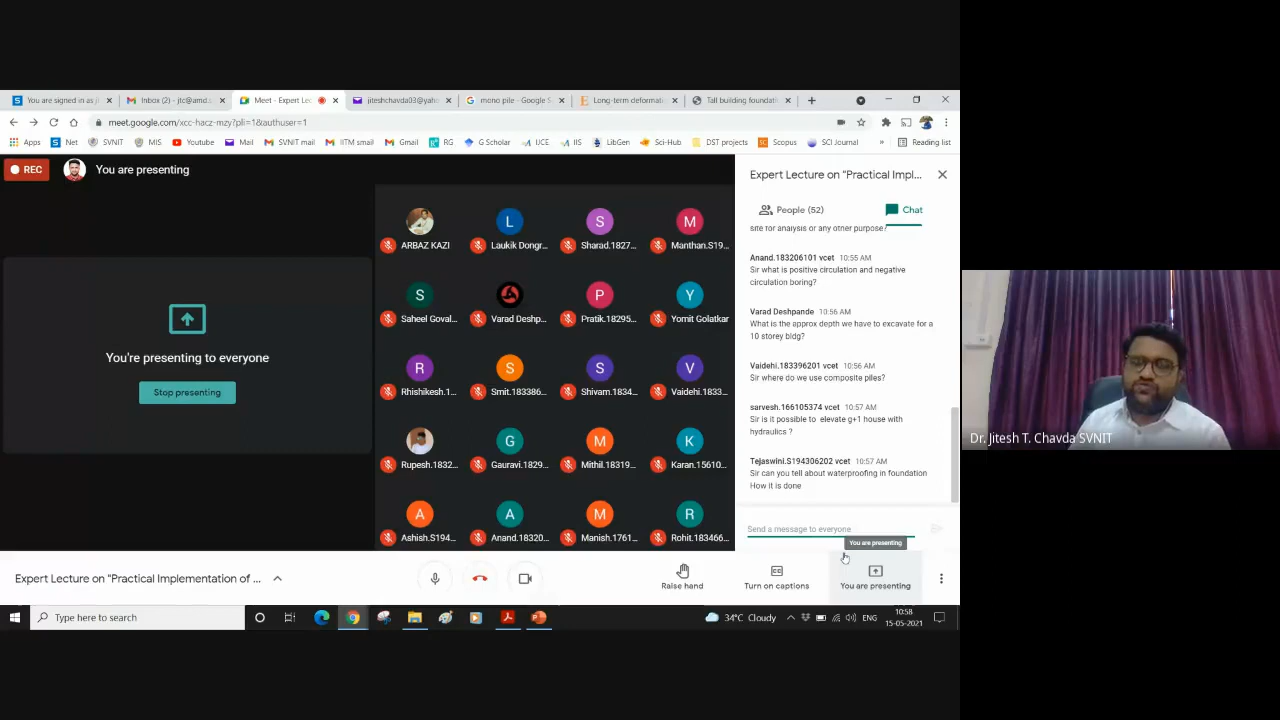 You are signed in as j
Inbox (2) - jtc@amd.s
Meet - Expert Lec
jiteshchavda03@yaho
mono pile - Google S
Long-term deformati
Tall building foundati
meet.google.com/xcc-hacz-mzy?pli=1&authuser=1
Apps
Net
SVNIT
MIS
Youtube
Mail
SVNIT mail
IITM smail
Gmail
RG
G Scholar
IJCE
IIS
LibGen
Sci-Hub
DST projects
Scopus
SCI Journal
»
Reading list
REC
You are presenting
You're presenting to everyone
Stop presenting
ARBAZ KAZI
L
Laukik Dongr...
S
Sharad.1827...
M
Manthan.S19...
S
Saheel Goval...
Varad Deshp...
P
Pratik.18295...
Y
Yomit Golatkar
R
Rhishikesh.1...
S
Smit.183386...
S
Shivam.1834...
V
Vaidehi.1833...
Rupesh.1832...
G
Gauravi.1829...
M
Mithil.18319...
K
Karan.15610...
A
Ashish.S194...
A
Anand.18320...
M
Manish.1761...
R
Rohit.183466...
Expert Lecture on "Practical Impl...
People (52)
Chat
site for analysis or any other purpose?
Anand.183206101 vcet 10:55 AM
Sir what is positive circulation and negative
circulation boring?
Varad Deshpande 10:56 AM
What is the approx depth we have to excavate for a
10 storey bldg?
Vaidehi.183396201 vcet 10:56 AM
Sir where do we use composite piles?
sarvesh.166105374 vcet 10:57 AM
Sir is it possible to elevate g+1 house with
hydraulics ?
Tejaswini.S194306202 vcet 10:57 AM
Sir can you tell about waterproofing in foundation
How it is done
Send a message to everyone
You are presenting
Expert Lecture on "Practical Implementation of ...
Raise hand
Turn on captions
You are presenting
Type here to search
34°C Cloudy
ENG
10:58
15-05-2021
Dr. Jitesh T. Chavda SVNIT